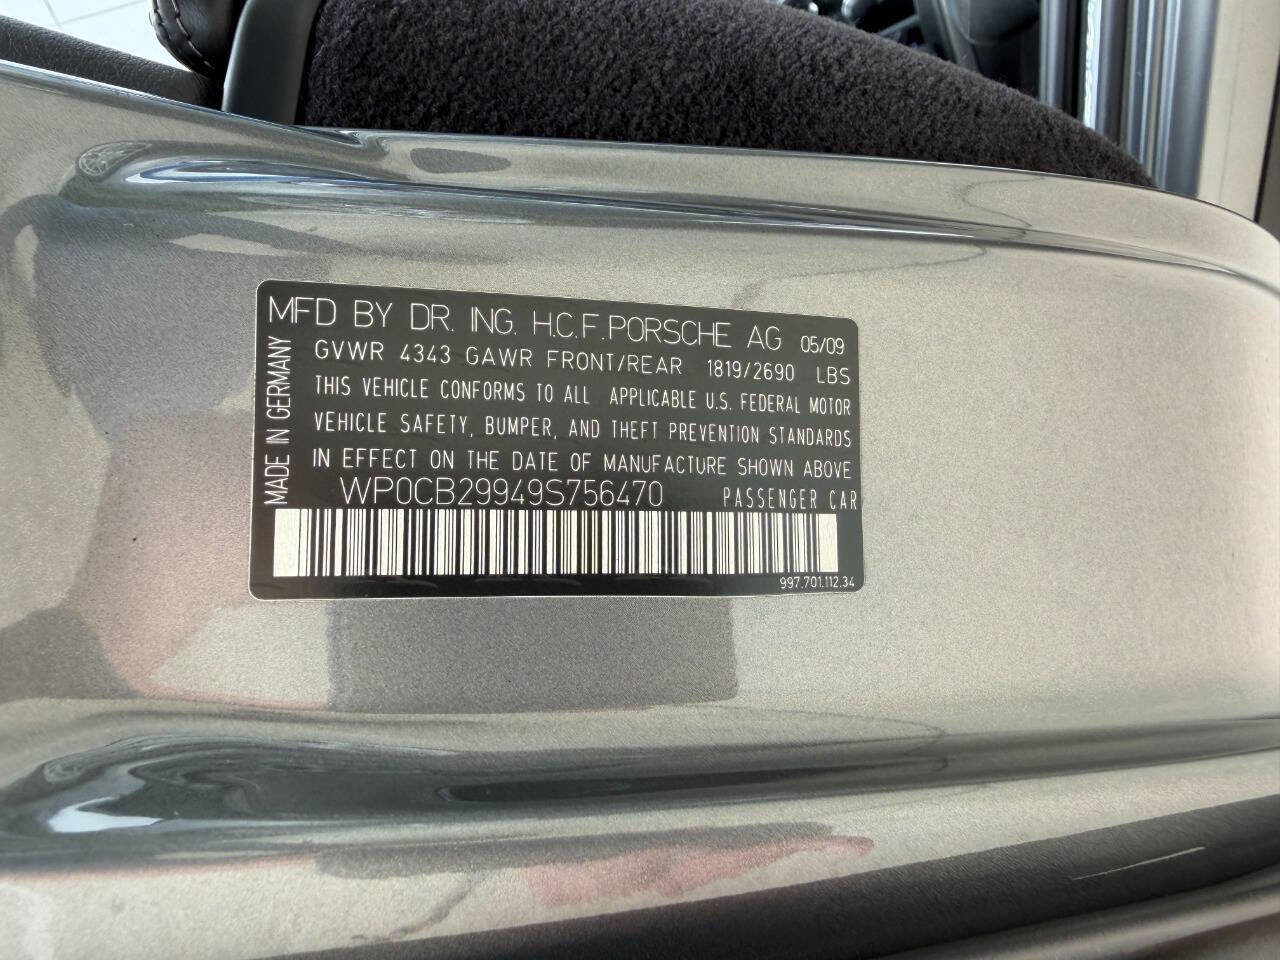 MFD BY DR. ING. H.C.F.PORSCHE AG 05/09
GVWR 4343 GAWR FRONT/REAR 1819/2690 LBS
THIS VEHICLE CONFORMS TO ALL APPLICABLE U.S. FEDERAL MOTOR
VEHICLE SAFETY, BUMPER, AND THEFT PREVENTION STANDARDS
IN EFFECT ON THE DATE OF MANUFACTURE SHOWN ABOVE
WP0CB29949S756470 PASSENGER CAR
997.701.112.34
MADE IN GERMANY